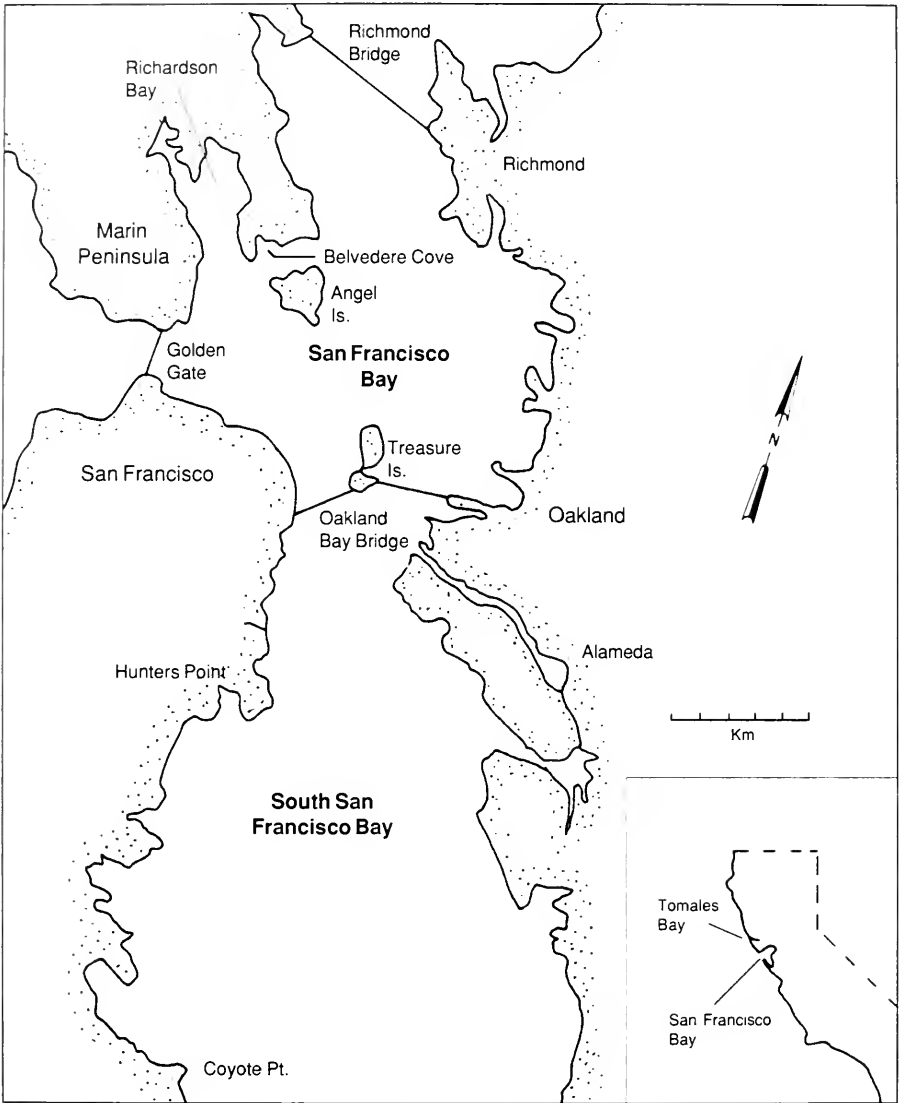 Richmond
Bridge
Richardson
Bay
Richmond
Marin
Peninsula
Belvedere Cove
Angel
Is.
Golden
Gate
San Francisco
Bay
San Francisco
Treasure
Is.
Oakland
Bay Bridge
Oakland
N
Hunters Point
Alameda
Km
South San
Francisco Bay
Coyote Pt.
Tomales
Bay
San Francisco
Bay